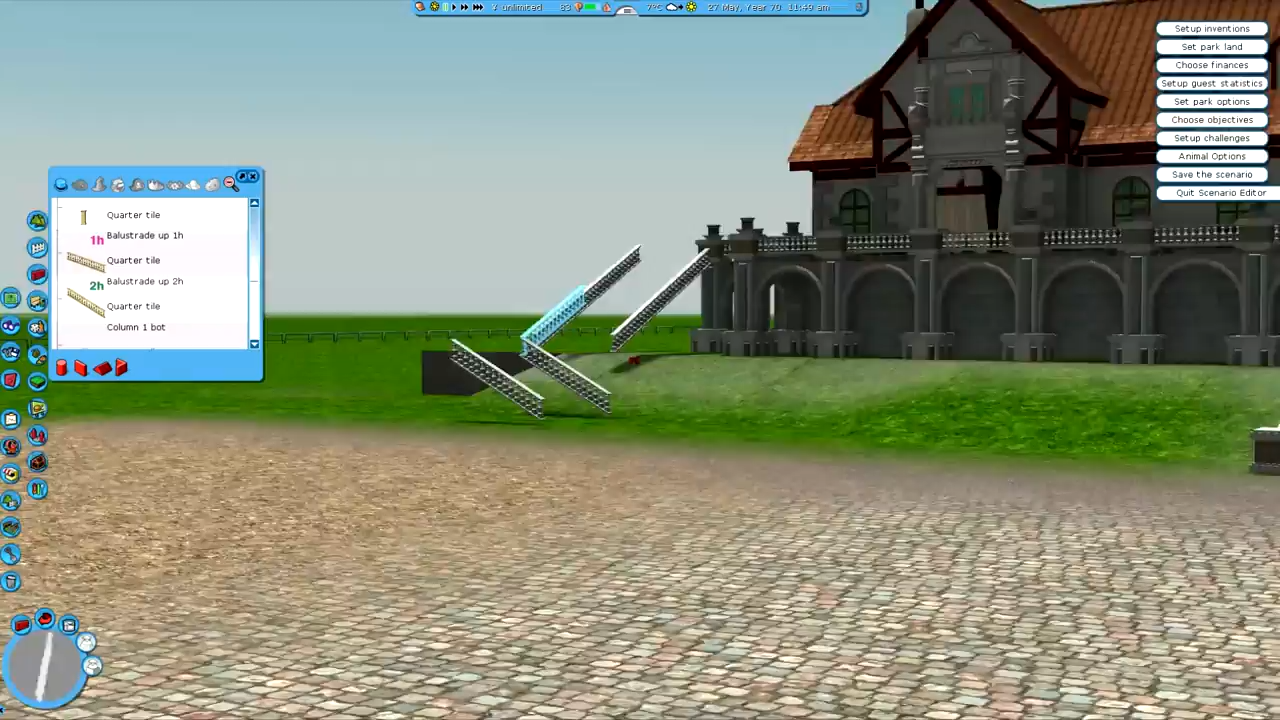 ¥ unlimited
83
7°C
27 May, Year 70 11:49 am
Setup inventions
Set park land
Choose finances
Setup guest statistics
Set park options
Choose objectives
Setup challenges
Animal Options
Save the scenario
Quit Scenario Editor
Quarter tile
1h Balustrade up 1h
Quarter tile
2h Balustrade up 2h
Quarter tile
Column 1 bot